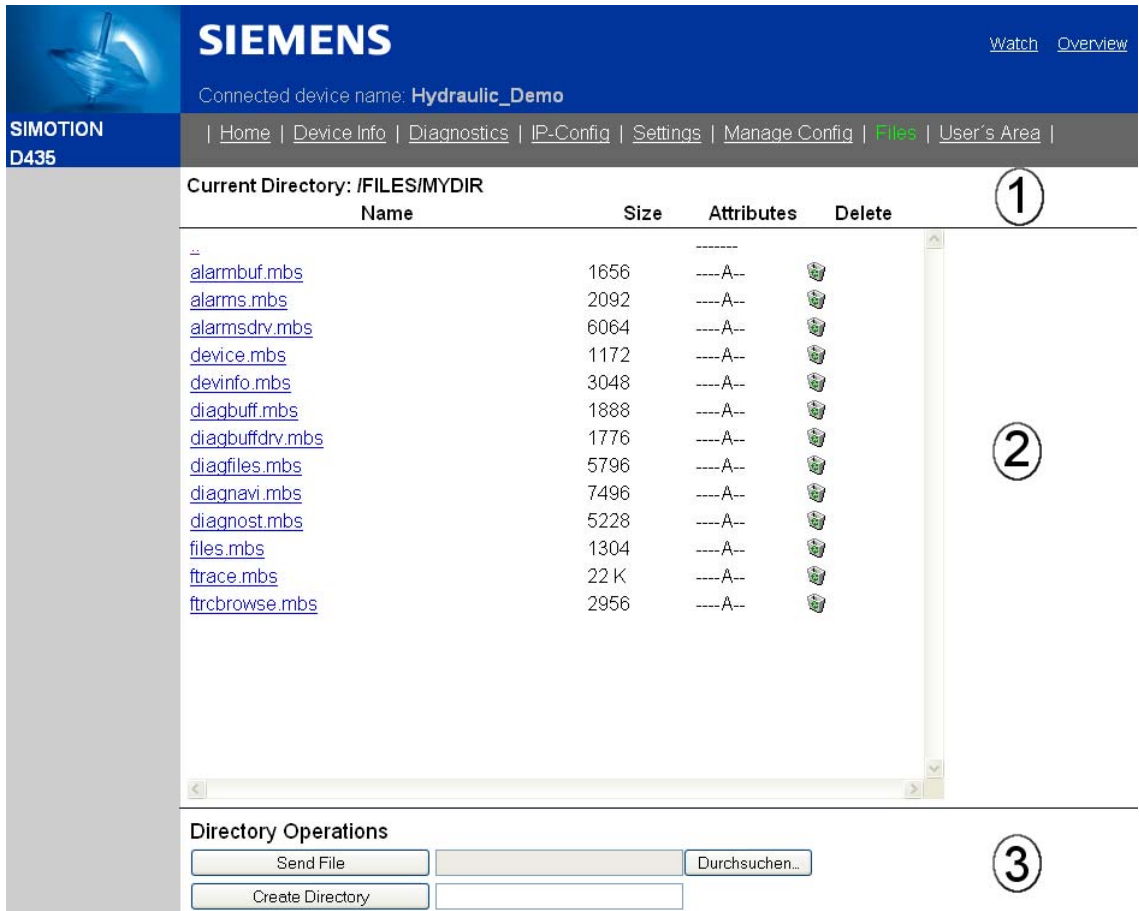 SIEMENS
Watch Overview
Connected device name: Hydraulic_Demo
SIMOTION
D435
| Home | Device Info | Diagnostics | IP-Config | Settings | Manage Config | Files | User´s Area |
Current Directory: /FILES/MYDIR
Name Size Attributes Delete
1
.. -------
alarmbuf.mbs 1656 ----A--
alarms.mbs 2092 ----A--
alarmsdrv.mbs 6064 ----A--
device.mbs 1172 ----A--
devinfo.mbs 3048 ----A--
diagbuff.mbs 1888 ----A--
diagbuffdrv.mbs 1776 ----A--
diagfiles.mbs 5796 ----A--
diagnavi.mbs 7496 ----A--
diagnost.mbs 5228 ----A--
files.mbs 1304 ----A--
ftrace.mbs 22 K ----A--
ftrcbrowse.mbs 2956 ----A--
2
Directory Operations
Send File Durchsuchen...
Create Directory
3